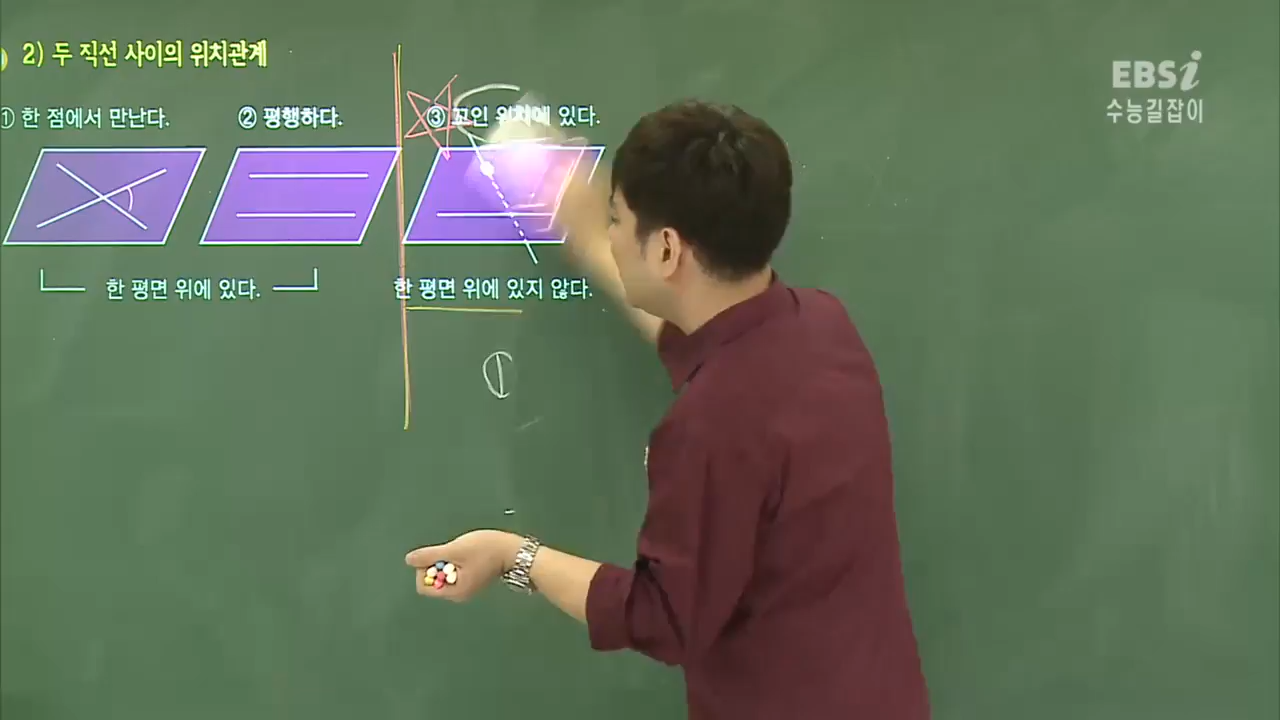 2) 두 직선 사이의 위치관계
① 한 점에서 만난다.
② 평행하다.
③ 꼬인 위치에 있다.
한 평면 위에 있다.
한 평면 위에 있지 않다.
①
EBSi
수능길잡이